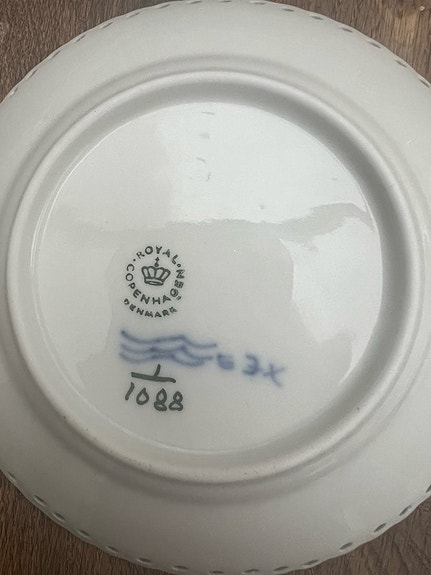 ROYAL COPENHAGEN
DENMARK
63X
1
1088